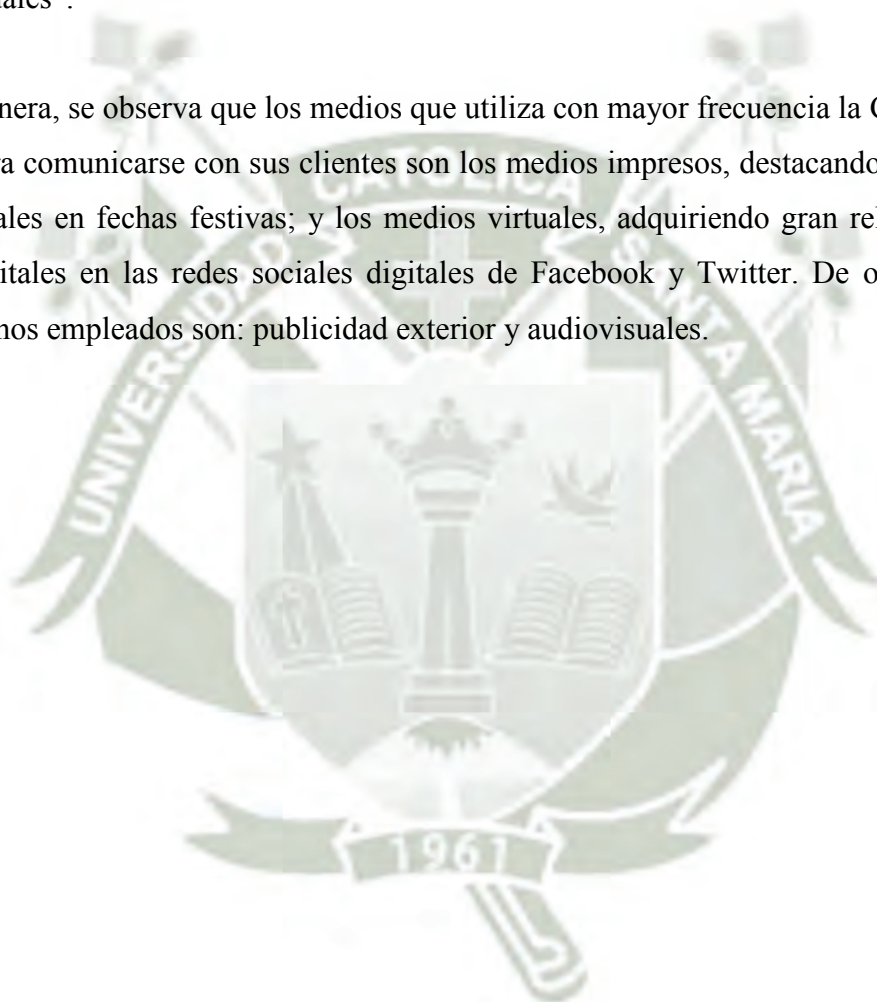 uales".
nera, se observa que los medios que utiliza con mayor frecuencia la
ra comunicarse con sus clientes son los medios impresos, destacando
ales en fechas festivas; y los medios virtuales, adquiriendo gran rel
itales en las redes sociales digitales de Facebook y Twitter. De o
nos empleados son: publicidad exterior y audiovisuales.
UNIVERSIDAD CATOLICA SANTA MARIA
1961